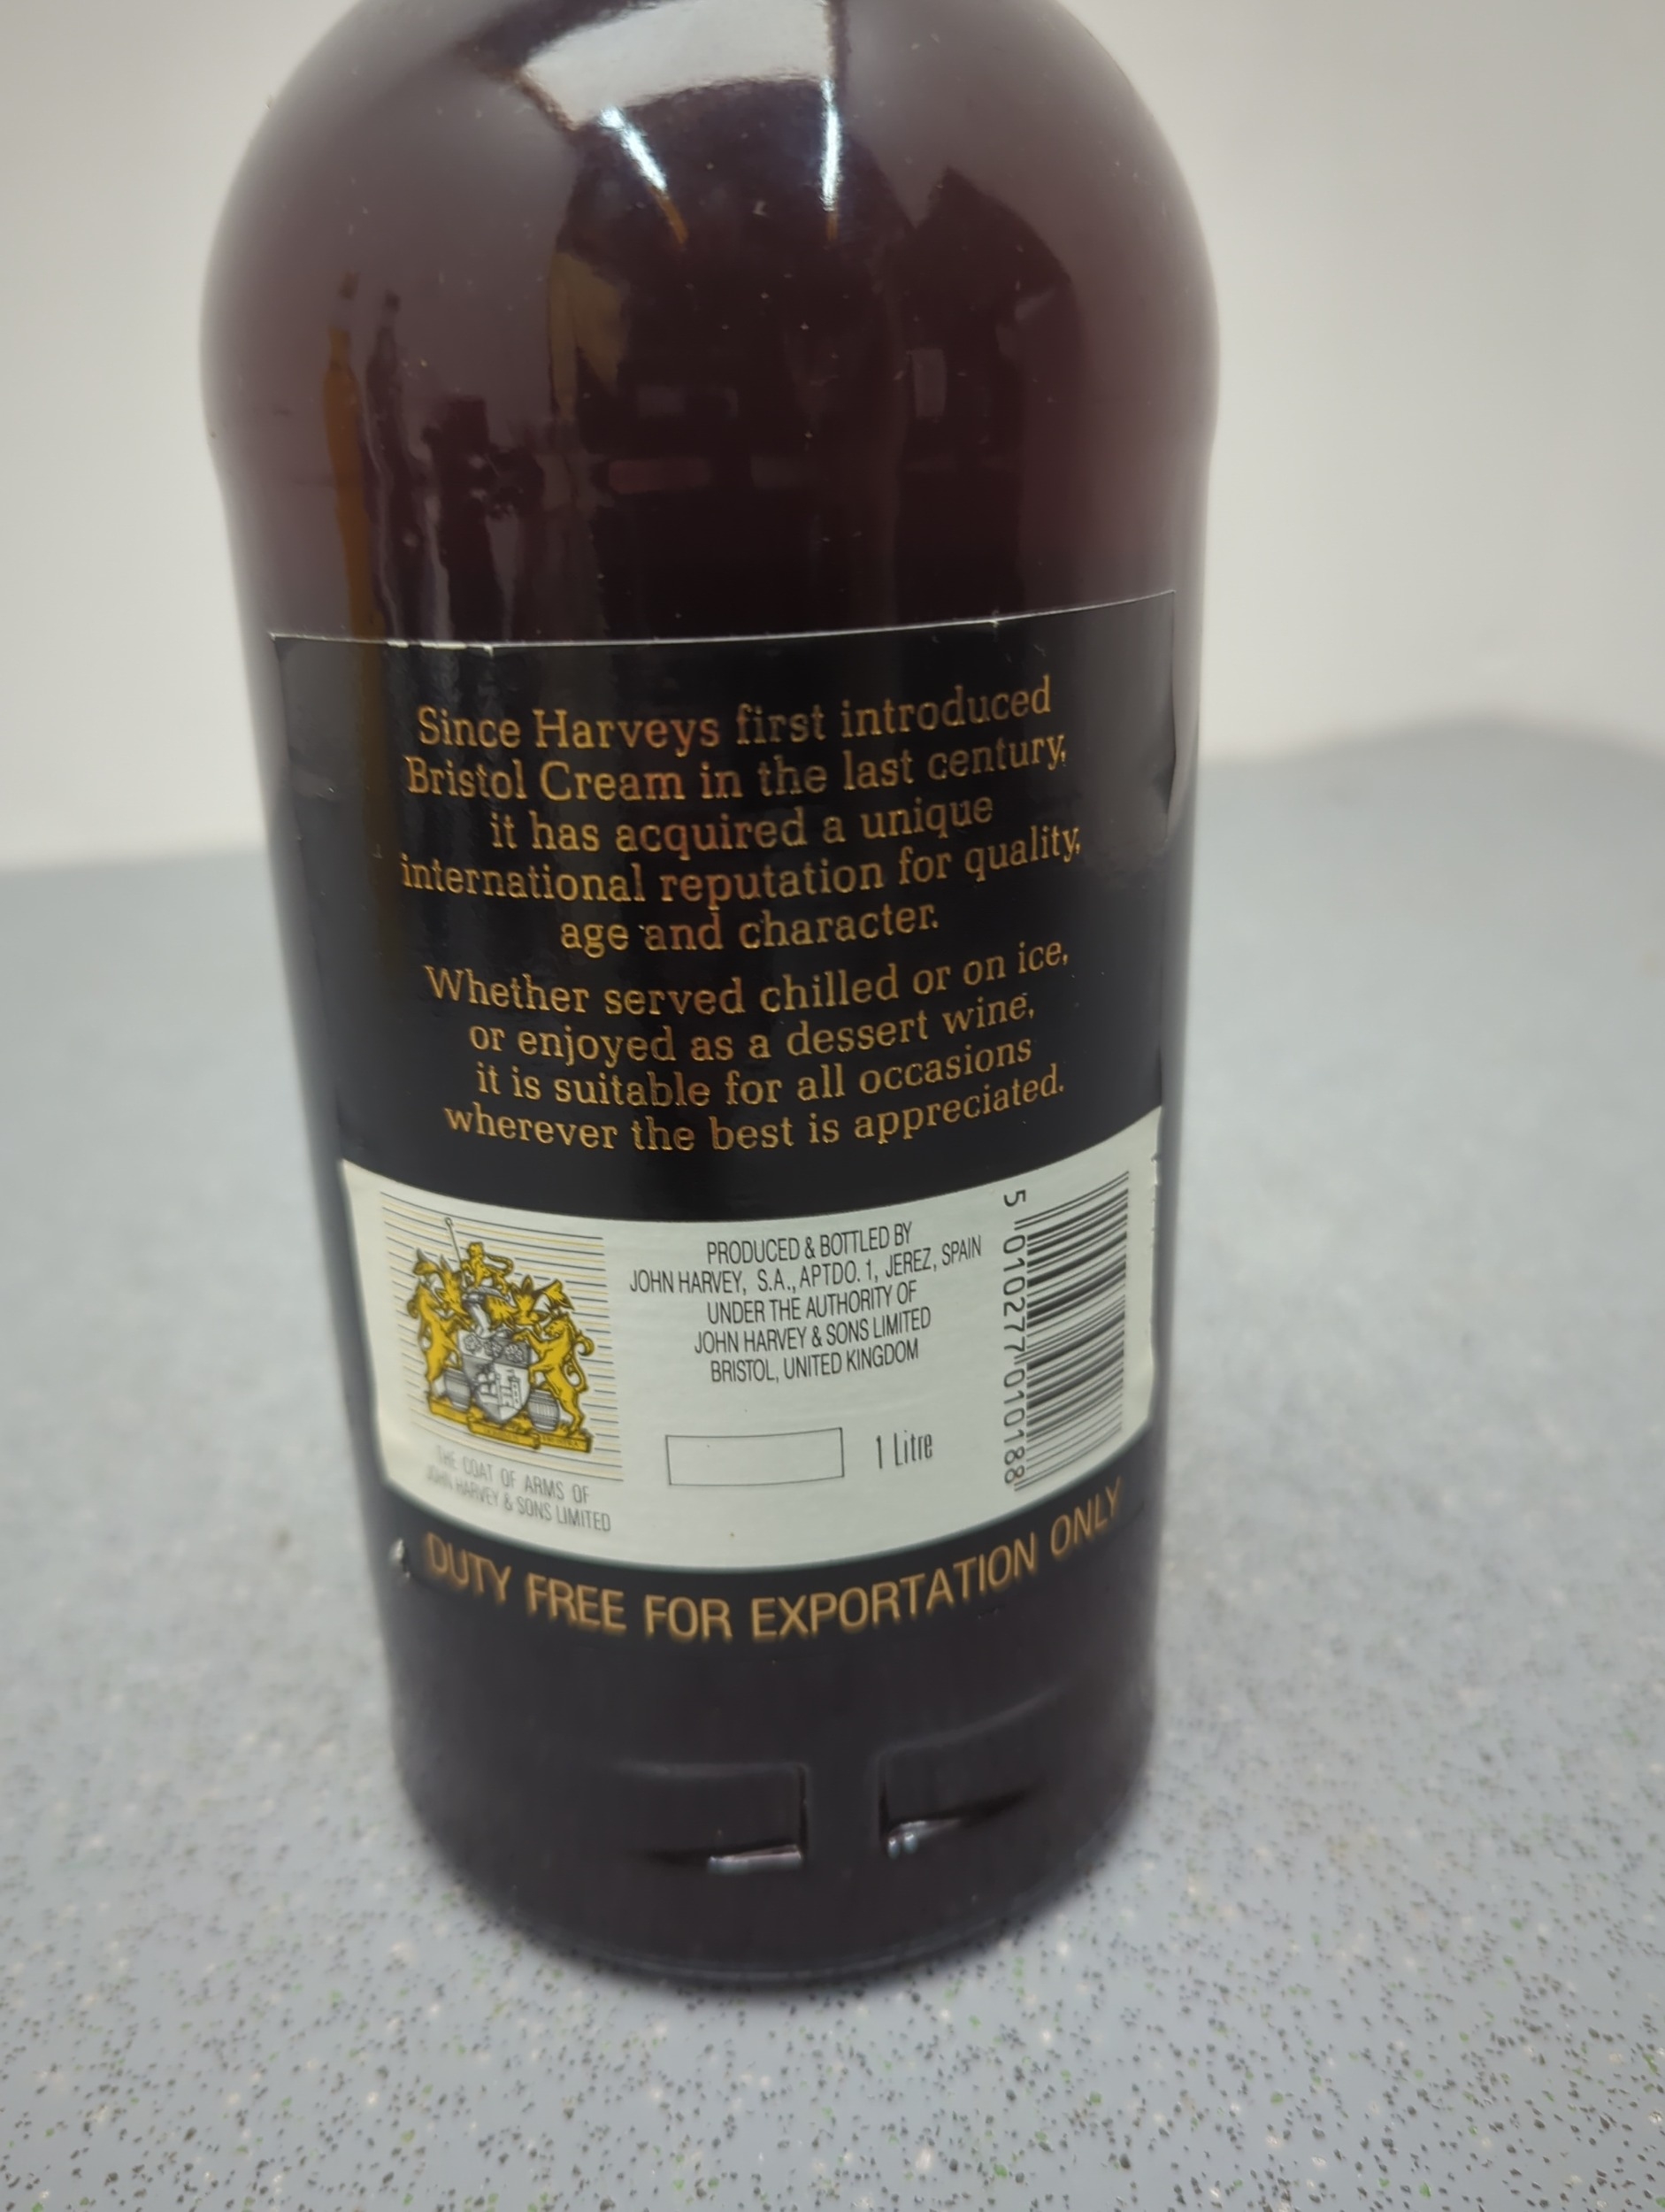 Since Harveys first introduced
Bristol Cream in the last century,
it has acquired a unique
international reputation for quality,
age and character.
Whether served chilled or on ice,
or enjoyed as a dessert wine,
it is suitable for all occasions
wherever the best is appreciated.
PRODUCED & BOTTLED BY
JOHN HARVEY, S.A., APTDO. 1, JEREZ, SPAIN
UNDER THE AUTHORITY OF
JOHN HARVEY & SONS LIMITED
BRISTOL, UNITED KINGDOM
1 Litre
5 010277 010188
THE COAT OF ARMS OF
JOHN HARVEY & SONS LIMITED
DUTY FREE FOR EXPORTATION ONLY